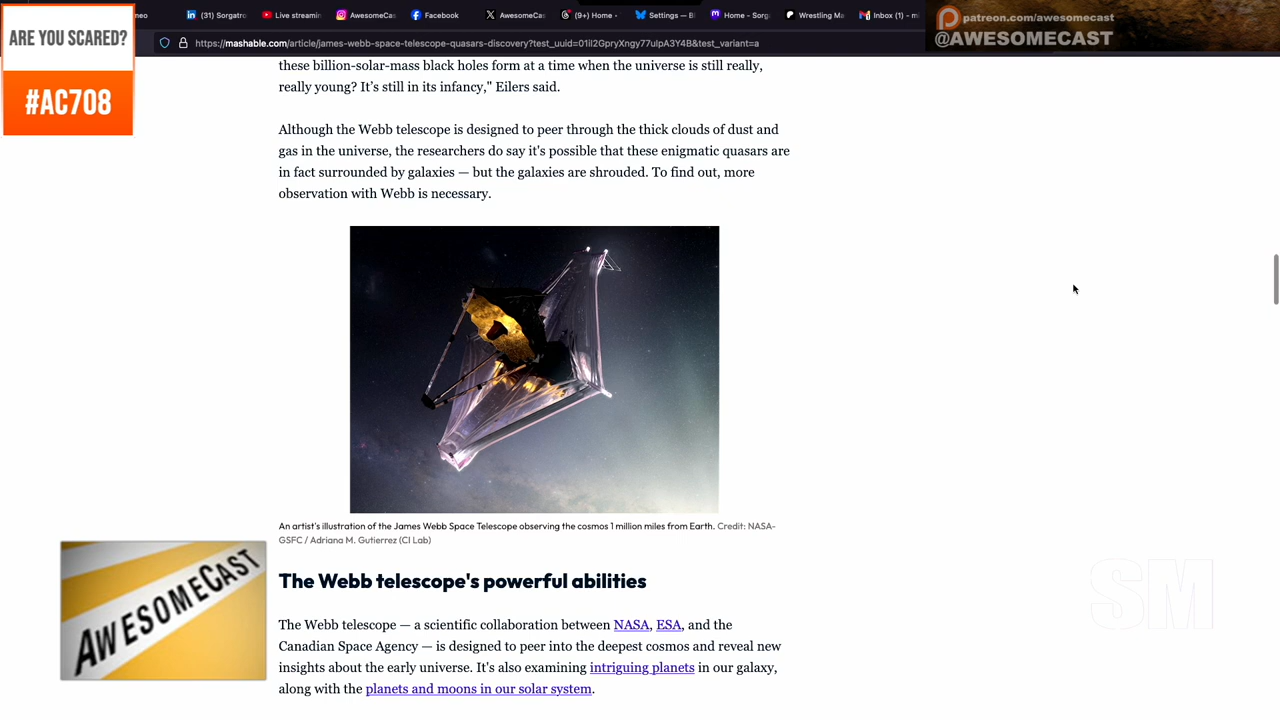 ARE YOU SCARED?
#AC708
neo
(31) Sorgatro
Live streamin
AwesomeCas
Facebook
AwesomeCas
(9+) Home •
Settings — Bl
Home - Sorg
Wrestling Ma
Inbox (1) - m
https://mashable.com/article/james-webb-space-telescope-quasars-discovery?test_uuid=01iI2GpryXngy77uIpA3Y4B&test_variant=a
patreon.com/awesomecast
@AWESOMECAST
these billion-solar-mass black holes form at a time when the universe is still really,
really young? It's still in its infancy," Eilers said.
Although the Webb telescope is designed to peer through the thick clouds of dust and
gas in the universe, the researchers do say it's possible that these enigmatic quasars are
in fact surrounded by galaxies — but the galaxies are shrouded. To find out, more
observation with Webb is necessary.
An artist's illustration of the James Webb Space Telescope observing the cosmos 1 million miles from Earth. Credit: NASA-
GSFC / Adriana M. Gutierrez (CI Lab)
AWESOMECAST
The Webb telescope's powerful abilities
The Webb telescope — a scientific collaboration between NASA, ESA, and the
Canadian Space Agency — is designed to peer into the deepest cosmos and reveal new
insights about the early universe. It's also examining intriguing planets in our galaxy,
along with the planets and moons in our solar system.
SM